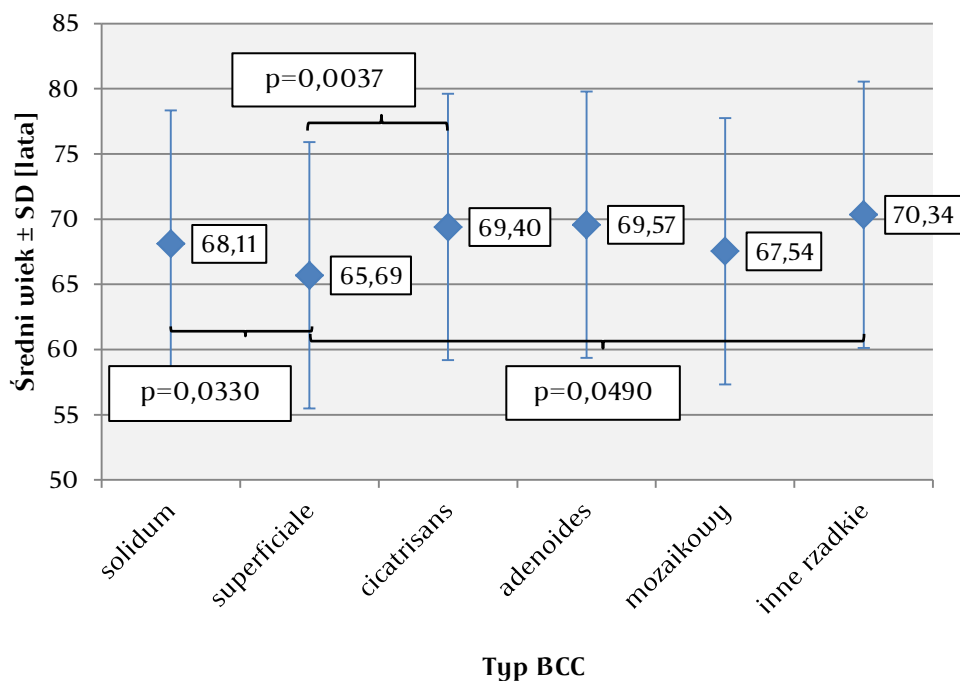 85
80
75
70
65
60
55
50
Średni wiek ± SD [lata]
p=0,0037
68,11
65,69
69,40
69,57
67,54
70,34
p=0,0330
p=0,0490
solidum
superficiale
cicatrisans
adenoides
mozaikowy
inne rzadkie
Typ BCC